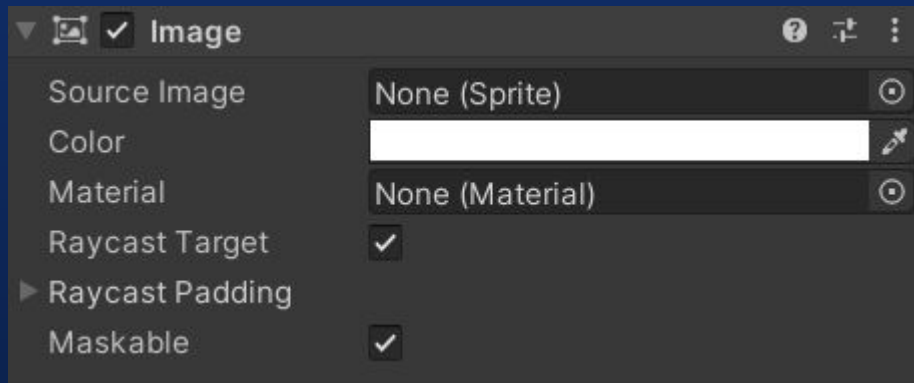 Image
Source Image None (Sprite)
Color
Material None (Material)
Raycast Target
Raycast Padding
Maskable